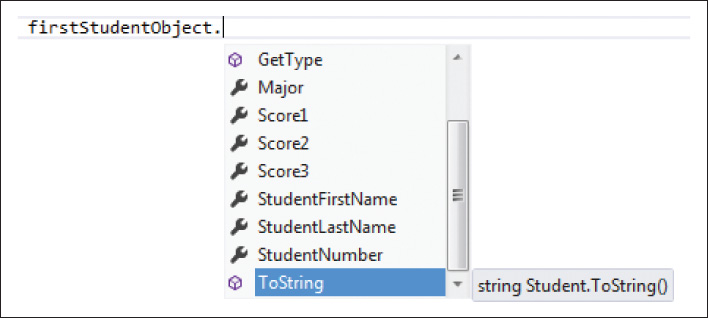 firstStudentObject.
GetType
Major
Score1
Score2
Score3
StudentFirstName
StudentLastName
StudentNumber
ToString
string Student.ToString()